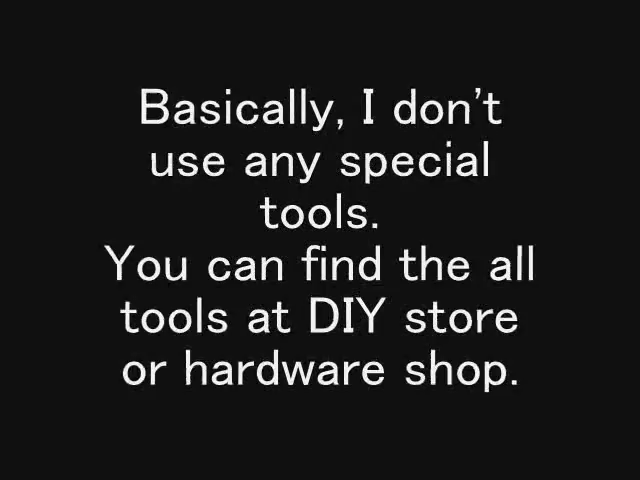 Basically, I don't
use any special
tools.
You can find the all
tools at DIY store
or hardware shop.